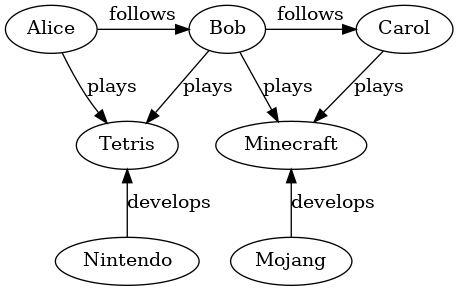 follows
follows
Alice
Bob
Carol
plays
plays
plays
plays
Tetris
Minecraft
develops
develops
Nintendo
Mojang